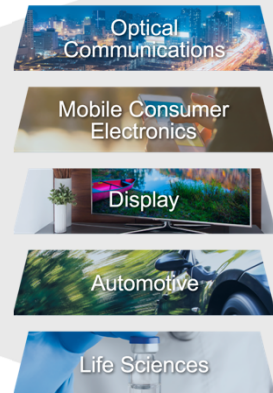 Optical
Communications
Mobile Consumer
Electronics
Display
Automotive
Life Sciences